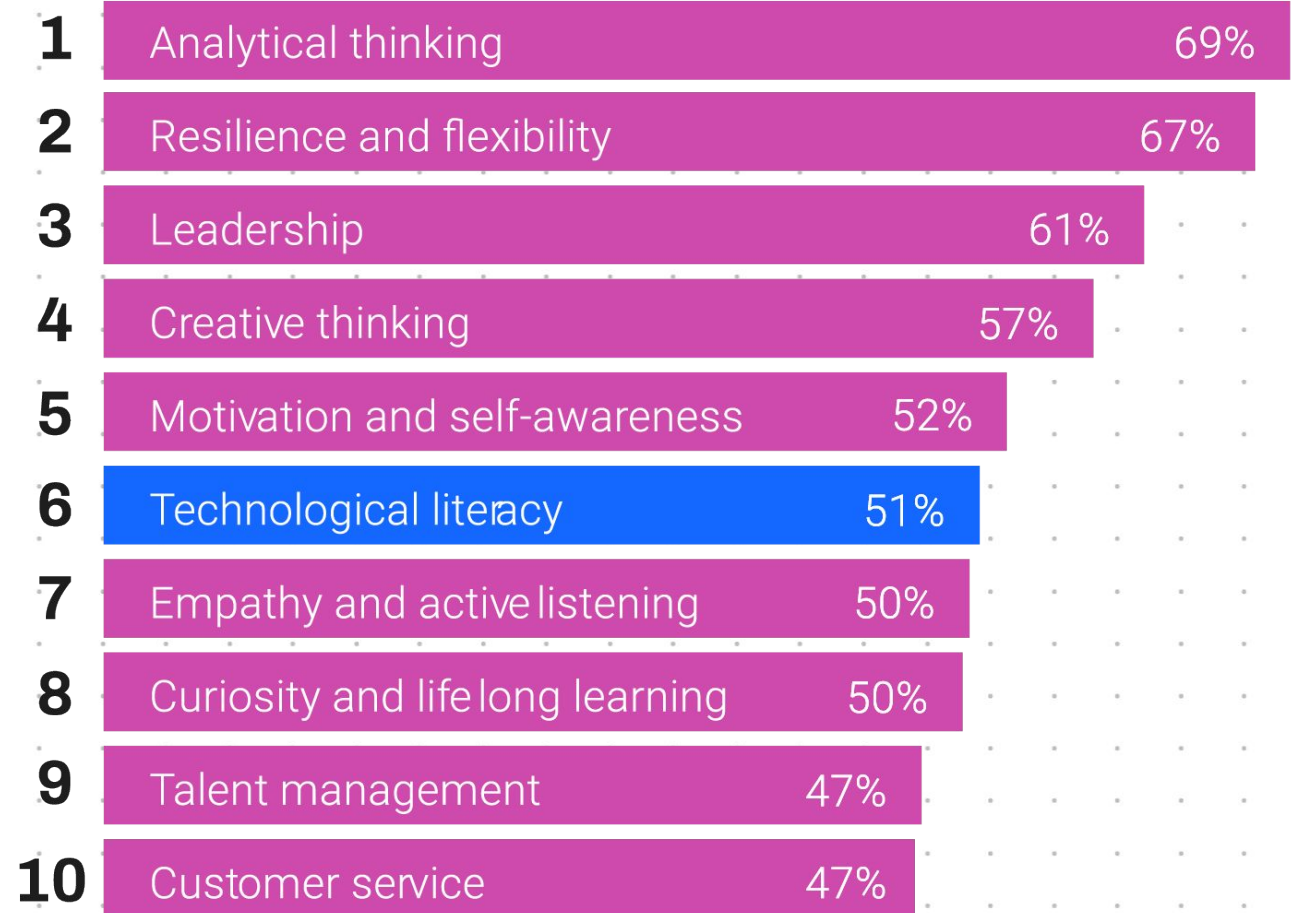 1 Analytical thinking 69%
2 Resilience and flexibility 67%
3 Leadership 61%
4 Creative thinking 57%
5 Motivation and self-awareness 52%
6 Technological literacy 51%
7 Empathy and active listening 50%
8 Curiosity and lifelong learning 50%
9 Talent management 47%
10 Customer service 47%